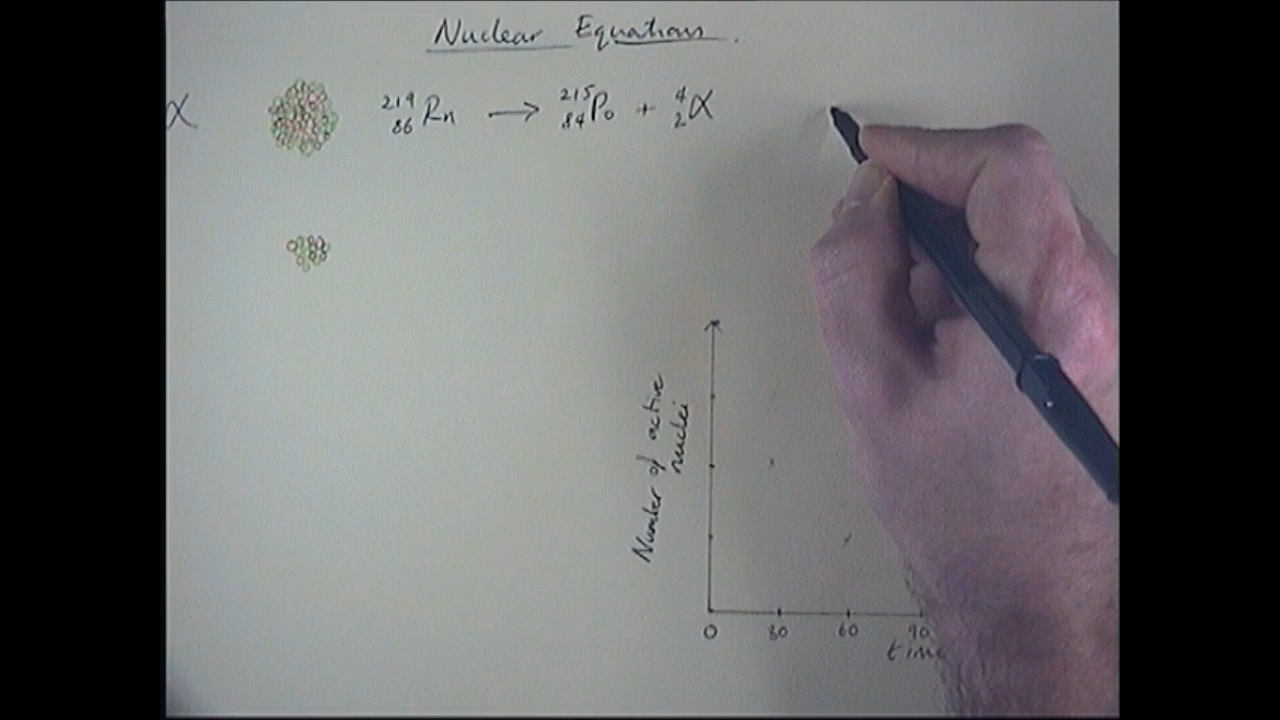 Nuclear Equations.
α ²¹⁹₈₆Rn → ²¹⁵₈₄Po + ⁴₂α
Number of active
nuclei
0 30 60 90
time